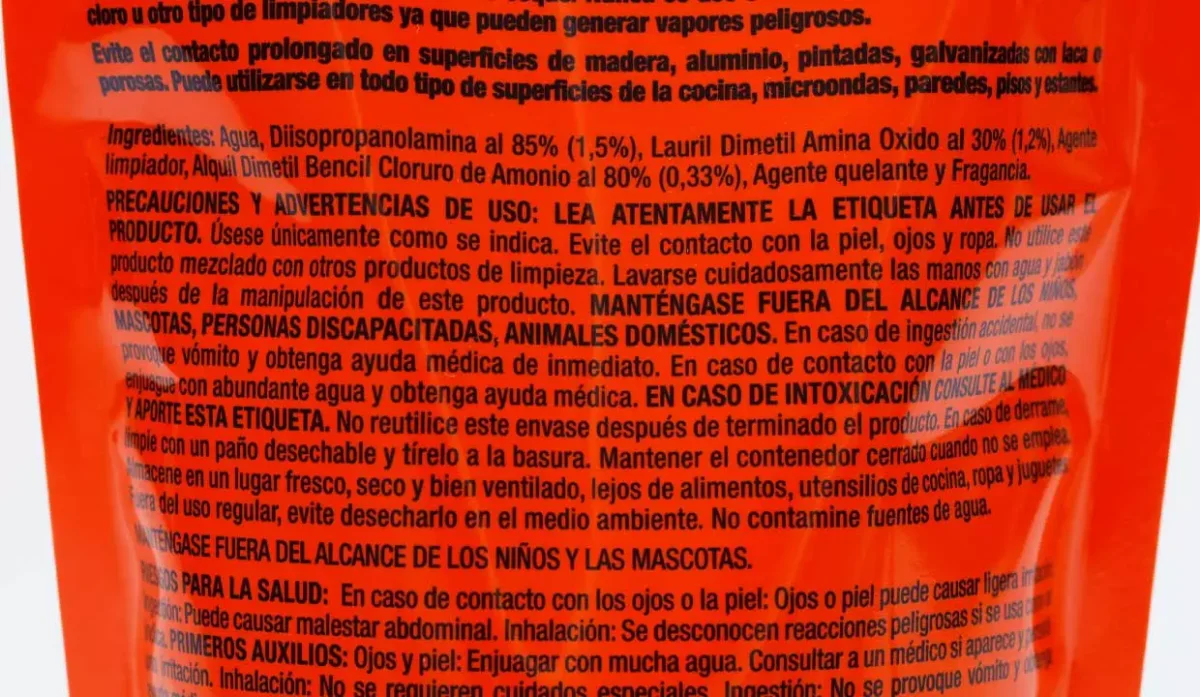 cloro u otro tipo de limpiadores ya que pueden generar vapores peligrosos.
Evite el contacto prolongado en superficies de madera, aluminio, pintadas, galvanizadas con laca o
porosas. Puede utilizarse en todo tipo de superficies de la cocina, microondas, paredes, pisos y estantes.
Ingredientes: Agua, Diisopropanolamina al 85% (1,5%), Lauril Dimetil Amina Oxido al 30% (1,2%), Agente
limpiador, Alquil Dimetil Bencil Cloruro de Amonio al 80% (0,33%), Agente quelante y Fragancia.
PRECAUCIONES Y ADVERTENCIAS DE USO: LEA ATENTAMENTE LA ETIQUETA ANTES DE USAR EL
PRODUCTO. Úsese únicamente como se indica. Evite el contacto con la piel, ojos y ropa. No utilice este
producto mezclado con otros productos de limpieza. Lavarse cuidadosamente las manos con agua y jabón
después de la manipulación de este producto. MANTÉNGASE FUERA DEL ALCANCE DE LOS NIÑOS,
MASCOTAS, PERSONAS DISCAPACITADAS, ANIMALES DOMÉSTICOS. En caso de ingestión accidental, no se
provoque vómito y obtenga ayuda médica de inmediato. En caso de contacto con la piel o con los ojos,
enjuague con abundante agua y obtenga ayuda médica. EN CASO DE INTOXICACIÓN CONSULTE AL MÉDICO
Y APORTE ESTA ETIQUETA. No reutilice este envase después de terminado el producto. En caso de derrame,
limpie con un paño desechable y tírelo a la basura. Mantener el contenedor cerrado cuando no se emplea.
Almacene en un lugar fresco, seco y bien ventilado, lejos de alimentos, utensilios de cocina, ropa y juguetes.
Fuera del uso regular, evite desecharlo en el medio ambiente. No contamine fuentes de agua.
MANTÉNGASE FUERA DEL ALCANCE DE LOS NIÑOS Y LAS MASCOTAS.
RIESGOS PARA LA SALUD: En caso de contacto con los ojos o la piel: Ojos o piel puede causar ligera
Ingestión: Puede causar malestar abdominal. Inhalación: Se desconocen reacciones peligrosas si se usa como se
indica. PRIMEROS AUXILIOS: Ojos y piel: Enjuagar con mucha agua. Consultar a un médico si aparece y
irritación. Inhalación: No se requieren cuidados especiales. Ingestión: No se provoque vómito y